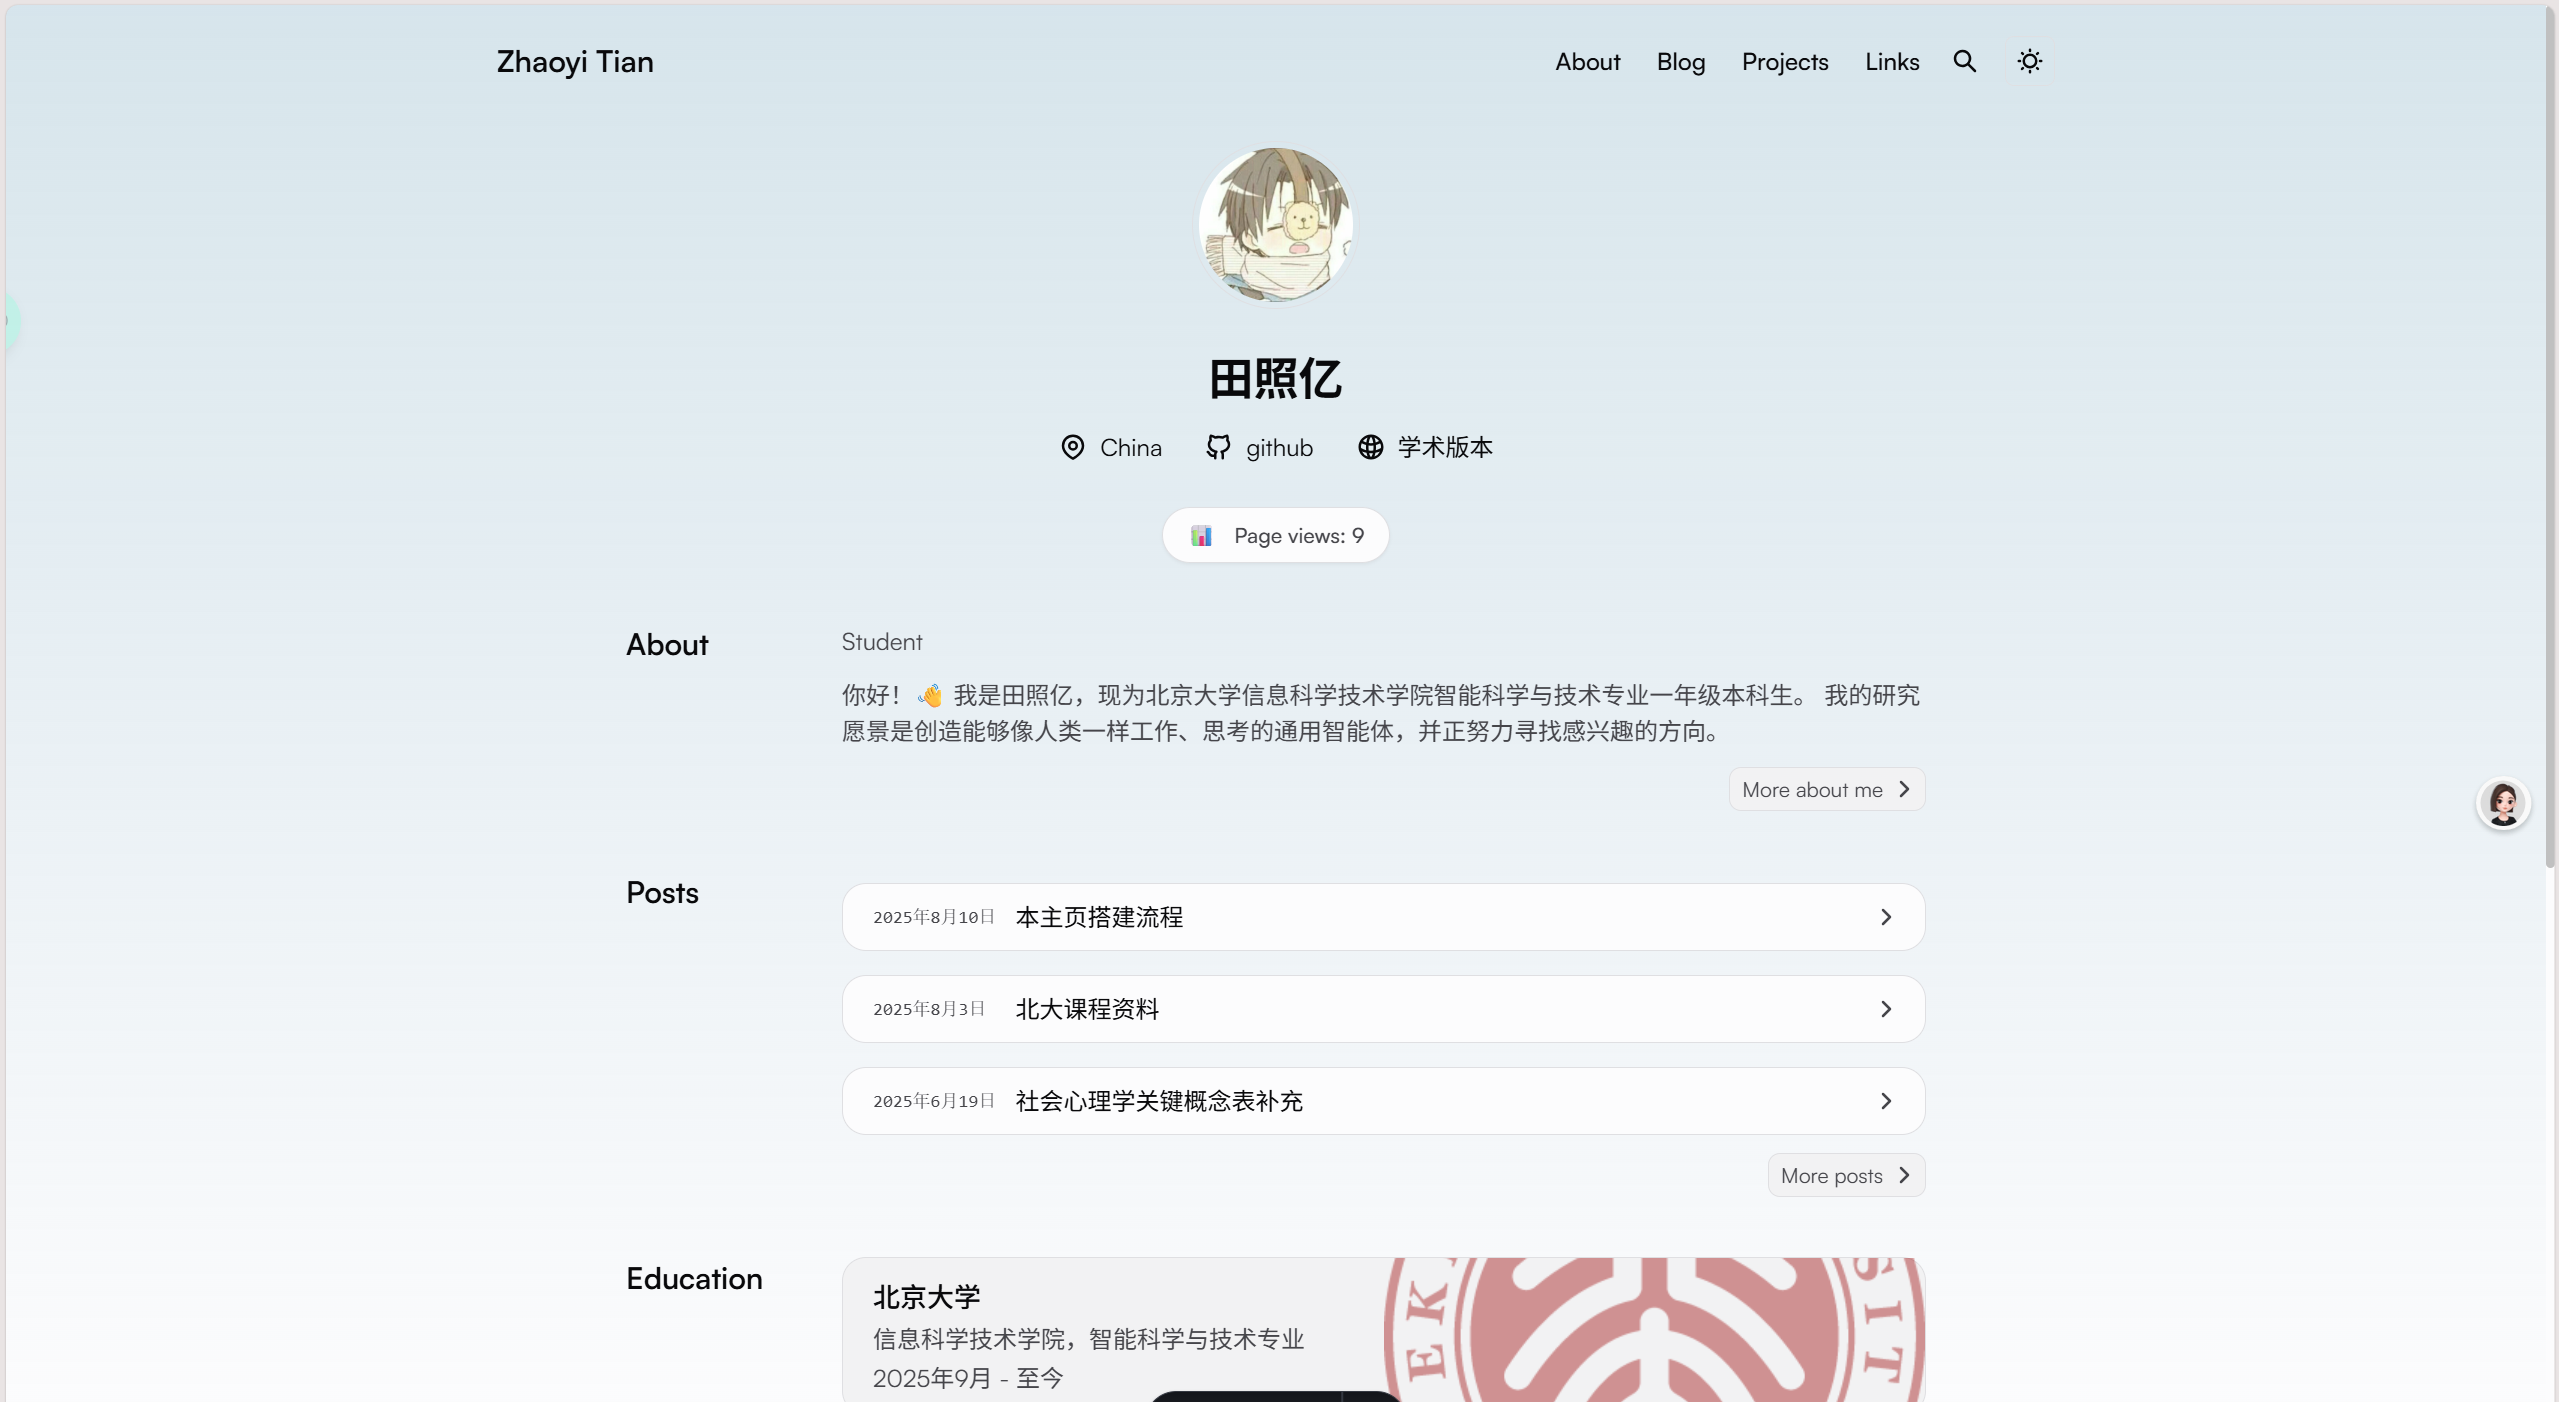 Zhaoyi Tian
About Blog Projects Links
田照亿
China github 学术版本
Page views: 9
About
Student
你好！👋 我是田照亿，现为北京大学信息科学技术学院智能科学与技术专业一年级本科生。 我的研究
愿景是创造能够像人类一样工作、思考的通用智能体，并正努力寻找感兴趣的方向。
More about me
Posts
2025年8月10日 本主页搭建流程
2025年8月3日 北大课程资料
2025年6月19日 社会心理学关键概念表补充
More posts
Education
北京大学
信息科学技术学院，智能科学与技术专业
2025年9月 - 至今
EK
SIT